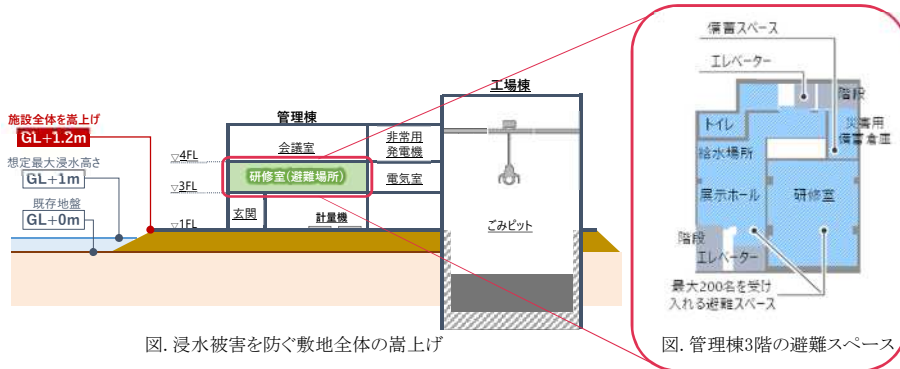 施設全体を嵩上げ
GL+1.2m
想定最大浸水高さ
GL+1m
既存地盤
GL+0m
管理棟
会議室
非常用
発電機
▽4FL
研修室(避難場所)
電気室
▽3FL
玄関
計量機
▽1FL
工場棟
ごみピット
図. 浸水被害を防ぐ敷地全体の嵩上げ
備蓄スペース
エレベーター
階段
トイレ
災害用
備蓄倉庫
給水場所
展示ホール
研修室
階段
エレベーター
最大200名を受け
入れる避難スペース
図. 管理棟3階の避難スペース